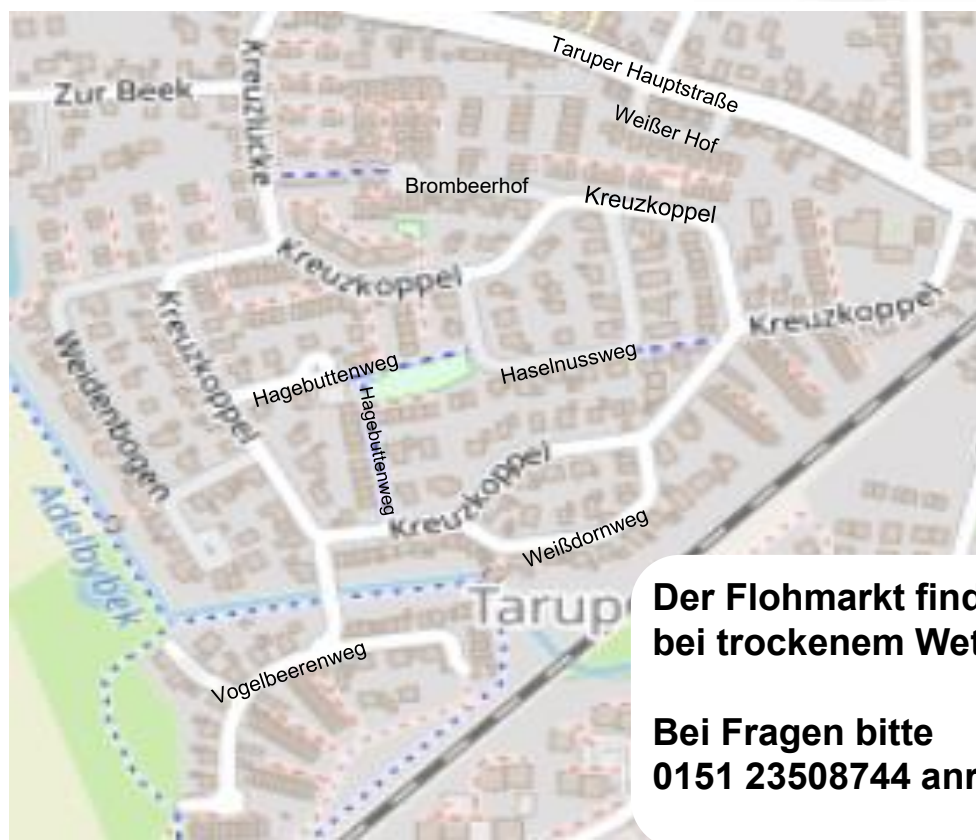 Taruper Hauptstraße
Zur Beek
Kreuzlücke
Weißer Hof
Brombeerhof
Kreuzkoppel
Kreuzkoppel
Kreuzkoppel
Kreuzkoppel
Weidenbogen
Hagebuttenweg
Haselnussweg
Hagebuttenweg
Kreuzkoppel
Adelbybek
Weißdornweg
Tarup
Vogelbeerenweg
Der Flohmarkt find
bei trockenem Wet
Bei Fragen bitte
0151 23508744 anr